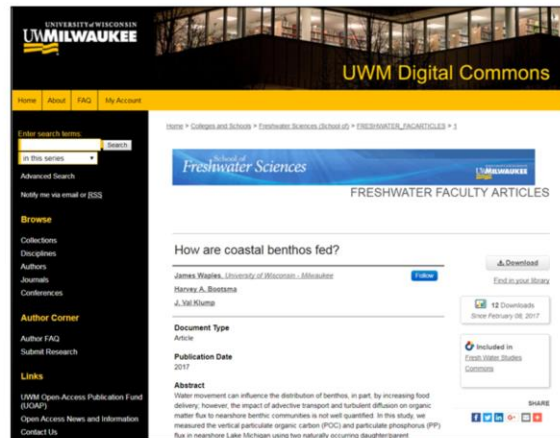 UNIVERSITY of WISCONSIN
UWMILWAUKEE
UWM Digital Commons
Home About FAQ My Account
Enter search terms:
Search
in this series
Advanced Search
Notify me via email or RSS
Browse
Collections
Disciplines
Authors
Journals
Conferences
Author Corner
Author FAQ
Submit Research
Links
UWM Open-Access Publication Fund
(UOAP)
Open Access News and Information
Contact Us
Home > Colleges and Schools > Freshwater Sciences (School of) > FRESHWATER_FACARTICLES > 1
School of
Freshwater Sciences
UWMILWAUKEE
FRESHWATER FACULTY ARTICLES
How are coastal benthos fed?
James Waples, University of Wisconsin - Milwaukee
Follow
Harvey A. Bootsma
J. Val Klump
Document Type
Article
Publication Date
2017
Abstract
Water movement can influence the distribution of benthos, in part, by increasing food
delivery; however, the impact of advective transport and turbulent diffusion on organic
matter flux to nearshore benthic communities is not well quantified. In this study, we
measured the vertical particulate organic carbon (POC) and particulate phosphorus (PP)
flux in nearshore Lake Michigan using two naturally occurring daughter/parent
Download
Find in your library
12 Downloads
Since February 08, 2017
Included in
Fresh Water Studies
Commons
SHARE